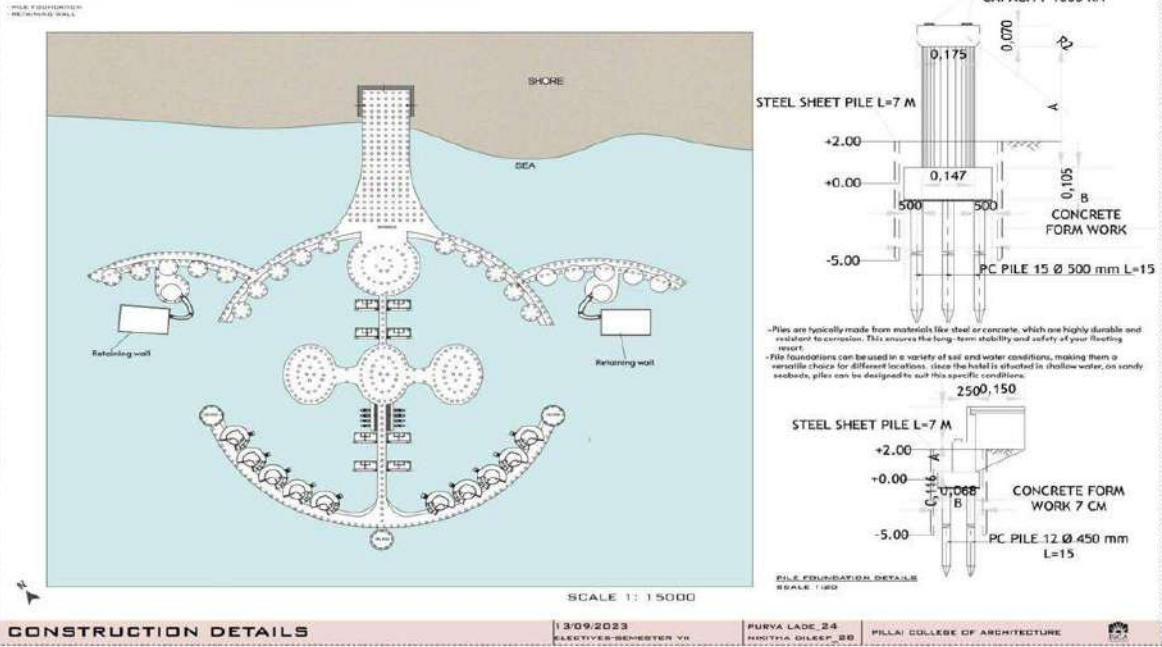 - PILE FOUNDATION
- RETAINING WALL
SHORE
SEA
ENTRANCE
Retaining wall
Retaining wall
SCALE 1: 15000
0,175
0,070
R2
A
STEEL SHEET PILE L=7 M
+2.00
+0.00
0,147
0,105
B
500
500
CONCRETE
FORM WORK
-5.00
PC PILE 15 Ø 500 mm L=15
-Piles are typically made from materials like steel or concrete, which are highly durable and
resistant to corrosion. This ensures the long-term stability and safety of your floating
resort.
-Pile foundations can be used in a variety of soil and water conditions, making them a
versatile choice for different locations. since the hotel is situated in shallow water, on sandy
seabeds, piles can be designed to suit this specific conditions.
250
0,150
STEEL SHEET PILE L=7 M
+2.00
A
+0.00
0,116
0,068
B
CONCRETE FORM
WORK 7 CM
-5.00
PC PILE 12 Ø 450 mm
L=15
PILE FOUNDATION DETAILS
SCALE 1:20
N
CONSTRUCTION DETAILS
13/09/2023
ELECTIVES-SEMESTER VII
PURVA LADE_24
NIKITHA DILEEP_28
PILLAI COLLEGE OF ARCHITECTURE